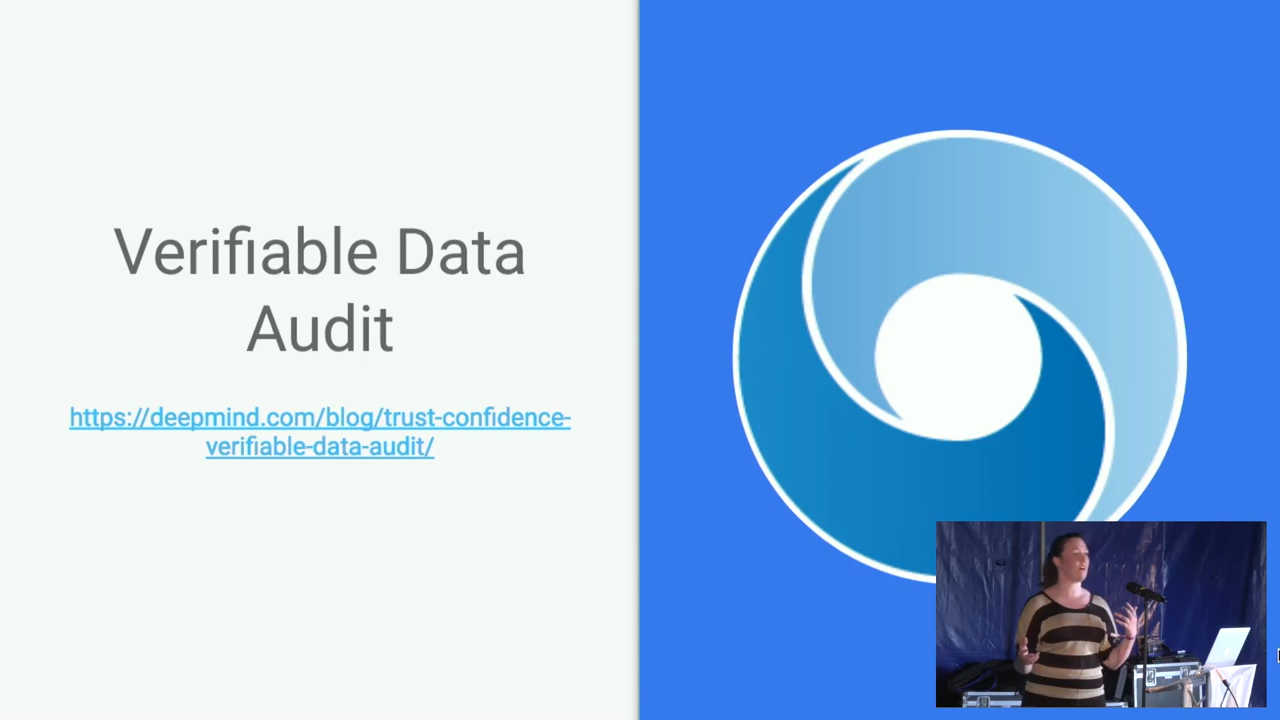 Verifiable Data
Audit
https://deepmind.com/blog/trust-confidence-
verifiable-data-audit/